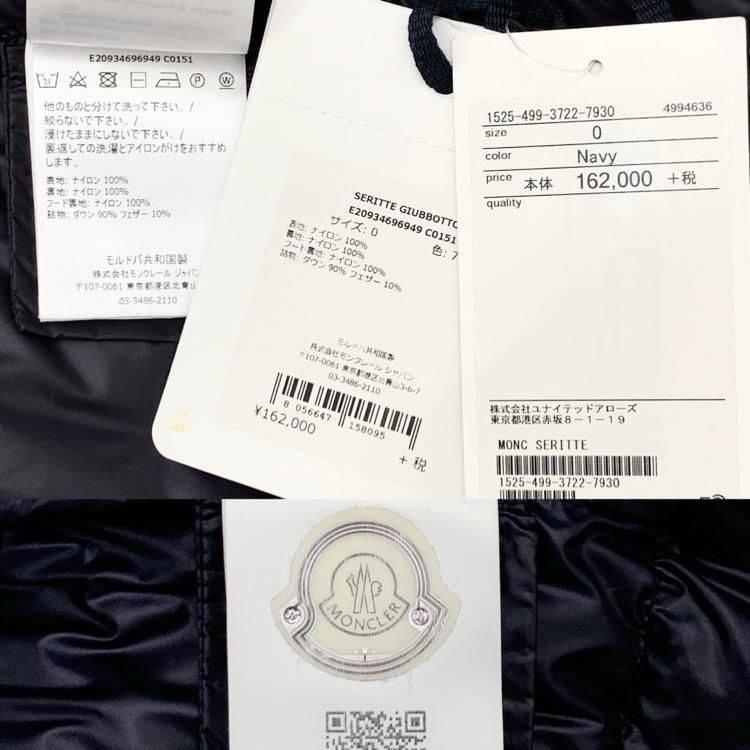 E20934696949 C0151
他のものと分けて洗って下さい。/
絞らないで下さい。/
浸けたままにしないで下さい。/
裏返しての洗濯とアイロンがけをおすすめ
します。
表地: ナイロン 100%
裏地: ナイロン 100%
フード裏地: ナイロン 100%
詰物: ダウン 90% フェザー 10%
モルドバ共和国製
株式会社モンクレール ジャパン
〒107-0061 東京都港区北青山
03-3486-2110
SERITTE GIUBBOTTO
E20934696949 C0151
サイズ: 0
色: 7
表地: ナイロン 100%
裏地: ナイロン 100%
フード裏地: ナイロン 100%
詰物: ダウン 90% フェザー 10%
モルドバ共和国製
株式会社モンクレール ジャパン
〒107-0061 東京都港区北青山3-6-7
03-3486-2110
8 056647 158095
¥162,000
+ 税
1525-499-3722-7930 4994636
size 0
color Navy
price 本体 162,000 +税
quality
株式会社ユナイテッドアローズ
東京都港区赤坂8-1-19
MONC SERITTE
1525-499-3722-7930
MONCLER